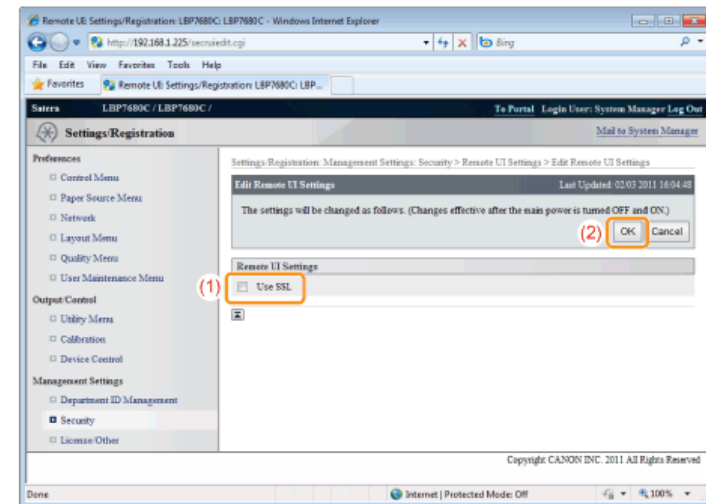 Remote UI: Settings/Registration: LBP7680C: LBP7680C - Windows Internet Explorer
http://192.168.1.225/secruiedit.cgi
Bing
File Edit View Favorites Tools Help
Favorites Remote UI: Settings/Registration: LBP7680C: LBP...
Satera LBP7680C / LBP7680C / To Portal Login User: System Manager Log Out
Settings/Registration Mail to System Manager
Preferences
Control Menu
Paper Source Menu
Network
Layout Menu
Quality Menu
User Maintenance Menu
Output/Control
Utility Menu
Calibration
Device Control
Management Settings
Department ID Management
Security
License/Other
Settings/Registration: Management Settings: Security > Remote UI Settings > Edit Remote UI Settings
Edit Remote UI Settings Last Updated: 02/03 2011 16:04:48
The settings will be changed as follows. (Changes effective after the main power is turned OFF and ON.)
(2) OK Cancel
Remote UI Settings
(1) Use SSL
Copyright CANON INC. 2011 All Rights Reserved
Done Internet | Protected Mode: Off 100%